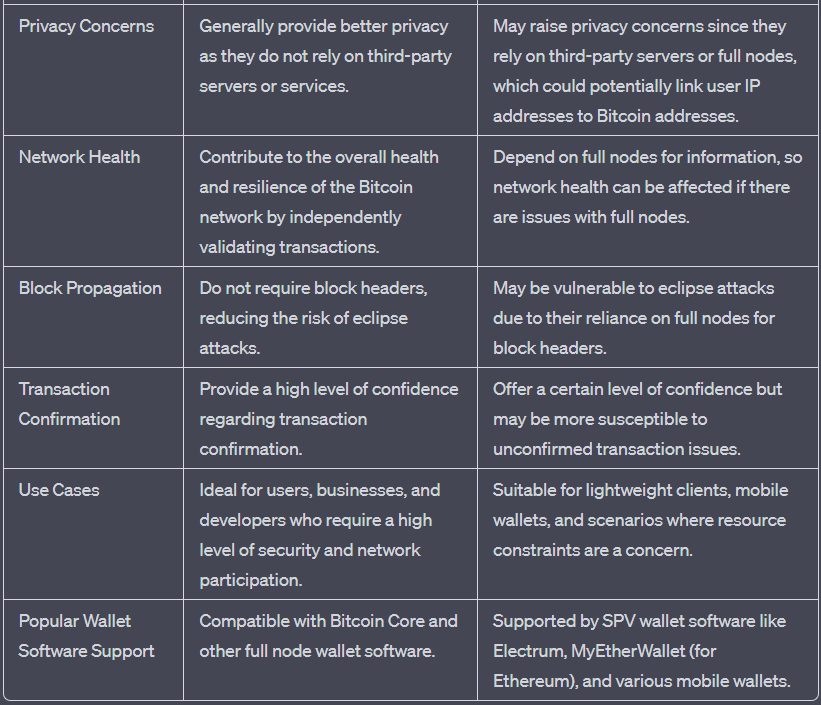 Privacy Concerns
Generally provide better privacy
as they do not rely on third-party
servers or services.
May raise privacy concerns since they
rely on third-party servers or full nodes,
which could potentially link user IP
addresses to Bitcoin addresses.
Network Health
Contribute to the overall health
and resilience of the Bitcoin
network by independently
validating transactions.
Depend on full nodes for information, so
network health can be affected if there
are issues with full nodes.
Block Propagation
Do not require block headers,
reducing the risk of eclipse
attacks.
May be vulnerable to eclipse attacks
due to their reliance on full nodes for
block headers.
Transaction
Confirmation
Provide a high level of confidence
regarding transaction
confirmation.
Offer a certain level of confidence but
may be more susceptible to
unconfirmed transaction issues.
Use Cases
Ideal for users, businesses, and
developers who require a high
level of security and network
participation.
Suitable for lightweight clients, mobile
wallets, and scenarios where resource
constraints are a concern.
Popular Wallet
Software Support
Compatible with Bitcoin Core and
other full node wallet software.
Supported by SPV wallet software like
Electrum, MyEtherWallet (for
Ethereum), and various mobile wallets.